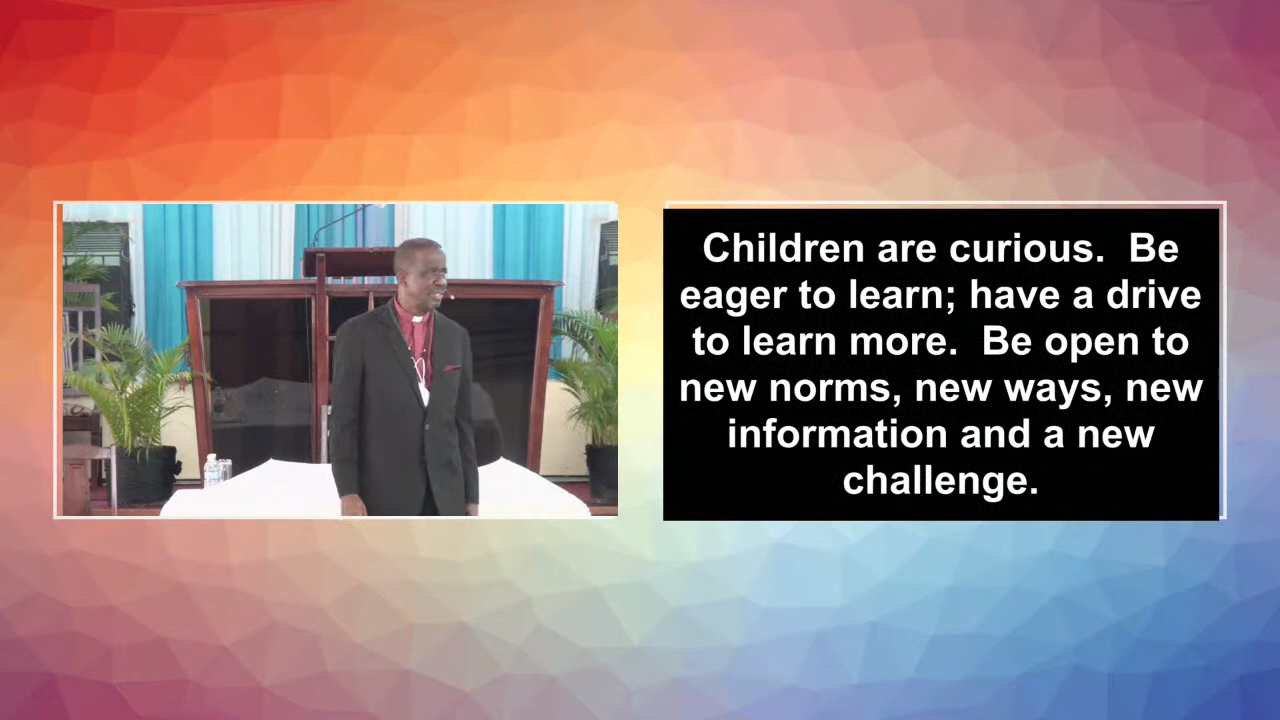 Children are curious.  Be
eager to learn; have a drive
to learn more.  Be open to
new norms, new ways, new
information and a new
challenge.